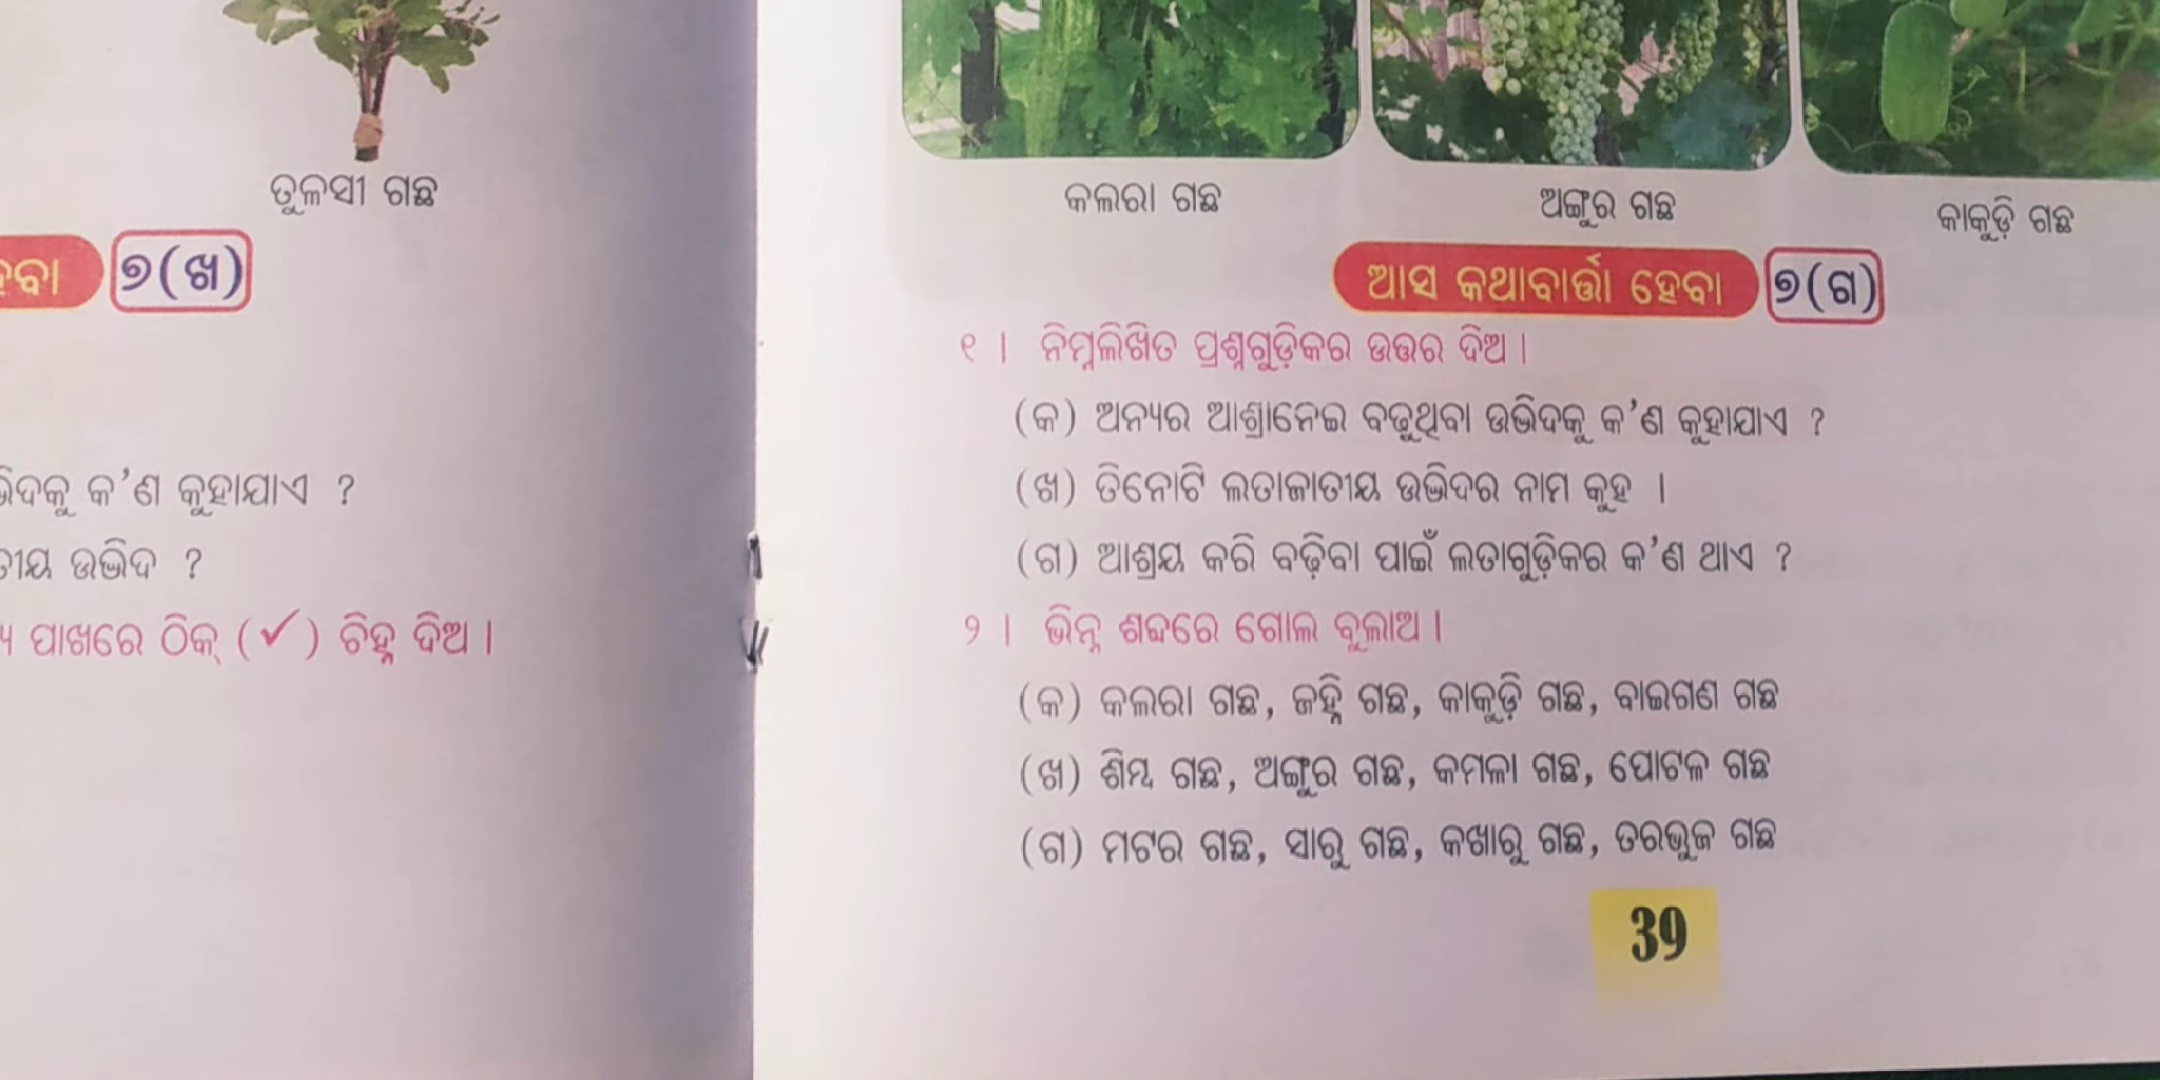 ତୁଳସୀ ଗଛ
ହେବା ୭(ଖ)
କ'ଣ କୁହାଯାଏ ?
ଉଦ୍ଭିଦ ?
ପାଖରେ ଠିକ୍ (✓) ଚିହ୍ନ ଦିଅ ।
କଲରା ଗଛ
ଅଙ୍ଗୁର ଗଛ
କାକୁଡ଼ି ଗଛ
ଆସ କଥାବାର୍ତ୍ତା ହେବା ୭(ଗ)
୧ । ନିମ୍ନଲିଖିତ ପ୍ରଶ୍ନଗୁଡ଼ିକର ଉତ୍ତର ଦିଅ ।
(କ) ଅନ୍ୟର ଆଶ୍ରାନେଇ ବଢୁଥିବା ଉଦ୍ଭିଦକୁ କ'ଣ କୁହାଯାଏ ?
(ଖ) ତିନୋଟି ଲତାଜାତୀୟ ଉଦ୍ଭିଦର ନାମ କୁହ ।
(ଗ) ଆଶ୍ରୟ କରି ବଢ଼ିବା ପାଇଁ ଲତାଗୁଡ଼ିକର କ'ଣ ଥାଏ ?
୨ । ଭିନ୍ନ ଶବ୍ଦରେ ଗୋଲ ବୁଲାଅ ।
(କ) କଲରା ଗଛ, ଜହ୍ନି ଗଛ, କାକୁଡ଼ି ଗଛ, ବାଇଗଣ ଗଛ
(ଖ) ଶିମ୍ବ ଗଛ, ଅଙ୍ଗୁର ଗଛ, କମଳା ଗଛ, ପୋଟଳ ଗଛ
(ଗ) ମଟର ଗଛ, ସାରୁ ଗଛ, କଖାରୁ ଗଛ, ତରଭୁଜ ଗଛ
39